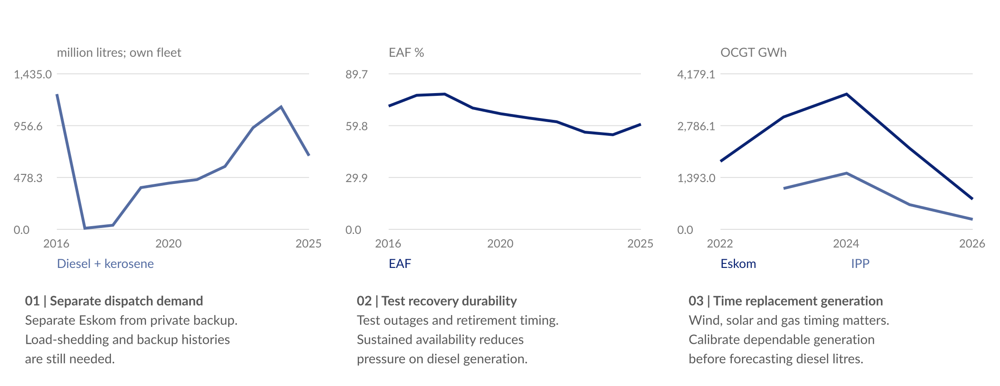 million litres; own fleet
1,435.0
956.6
478.3
0.0
2016 2020 2025
Diesel + kerosene
01 | Separate dispatch demand
Separate Eskom from private backup.
Load-shedding and backup histories
are still needed.
EAF %
89.7
59.8
29.9
0.0
2016 2020 2025
EAF
02 | Test recovery durability
Test outages and retirement timing.
Sustained availability reduces
pressure on diesel generation.
OCGT GWh
4,179.1
2,786.1
1,393.0
0.0
2022 2024 2026
Eskom IPP
03 | Time replacement generation
Wind, solar and gas timing matters.
Calibrate dependable generation
before forecasting diesel litres.